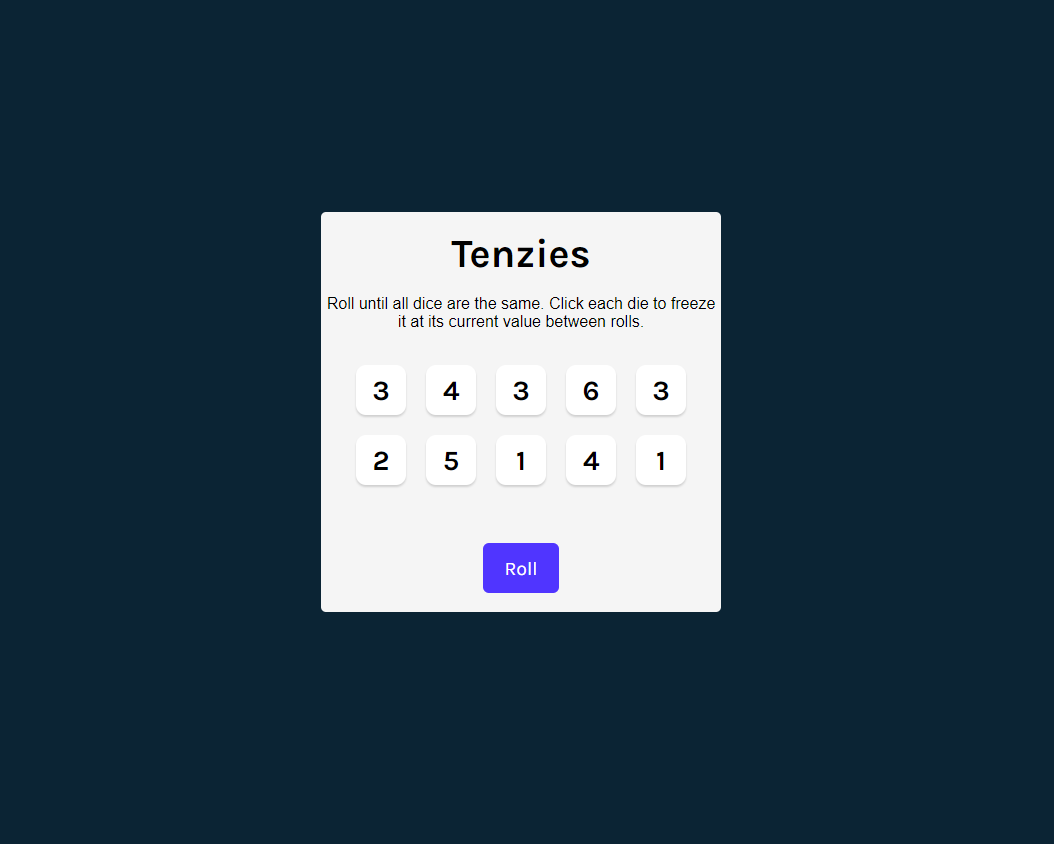 Tenzies
Roll until all dice are the same. Click each die to freeze
it at its current value between rolls.
3 4 3 6 3
2 5 1 4 1
Roll